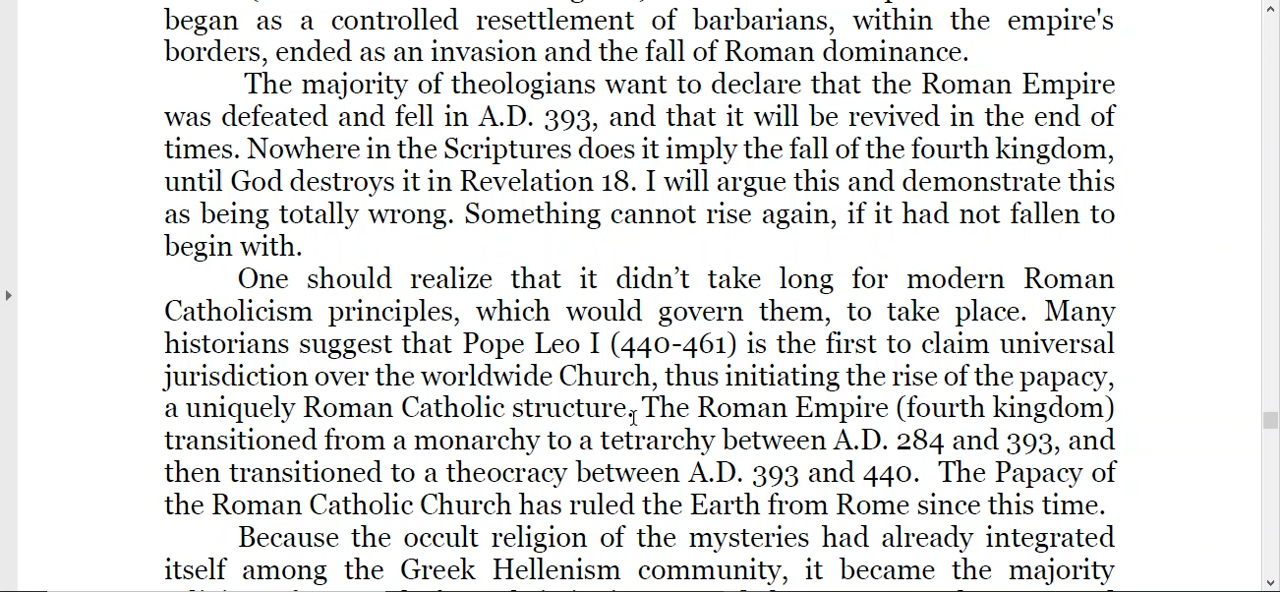 began as a controlled resettlement of barbarians, within the empire's
borders, ended as an invasion and the fall of Roman dominance.
The majority of theologians want to declare that the Roman Empire
was defeated and fell in A.D. 393, and that it will be revived in the end of
times. Nowhere in the Scriptures does it imply the fall of the fourth kingdom,
until God destroys it in Revelation 18. I will argue this and demonstrate this
as being totally wrong. Something cannot rise again, if it had not fallen to
begin with.
One should realize that it didn’t take long for modern Roman
Catholicism principles, which would govern them, to take place. Many
historians suggest that Pope Leo I (440-461) is the first to claim universal
jurisdiction over the worldwide Church, thus initiating the rise of the papacy,
a uniquely Roman Catholic structure. The Roman Empire (fourth kingdom)
transitioned from a monarchy to a tetrarchy between A.D. 284 and 393, and
then transitioned to a theocracy between A.D. 393 and 440.  The Papacy of
the Roman Catholic Church has ruled the Earth from Rome since this time.
Because the occult religion of the mysteries had already integrated
itself among the Greek Hellenism community, it became the majority